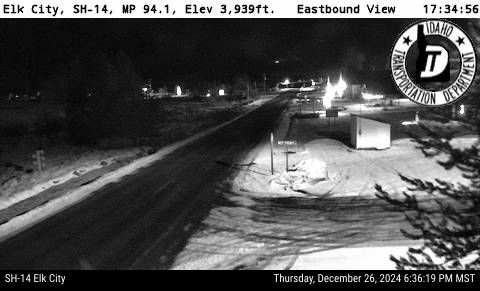 Elk City, SH-14, MP 94.1, Elev 3,939ft. Eastbound View 17:34:56
IDAHO
TRANSPORTATION DEPARTMENT
SH-14 Elk City
Thursday, December 26, 2024 6:36:19 PM MST